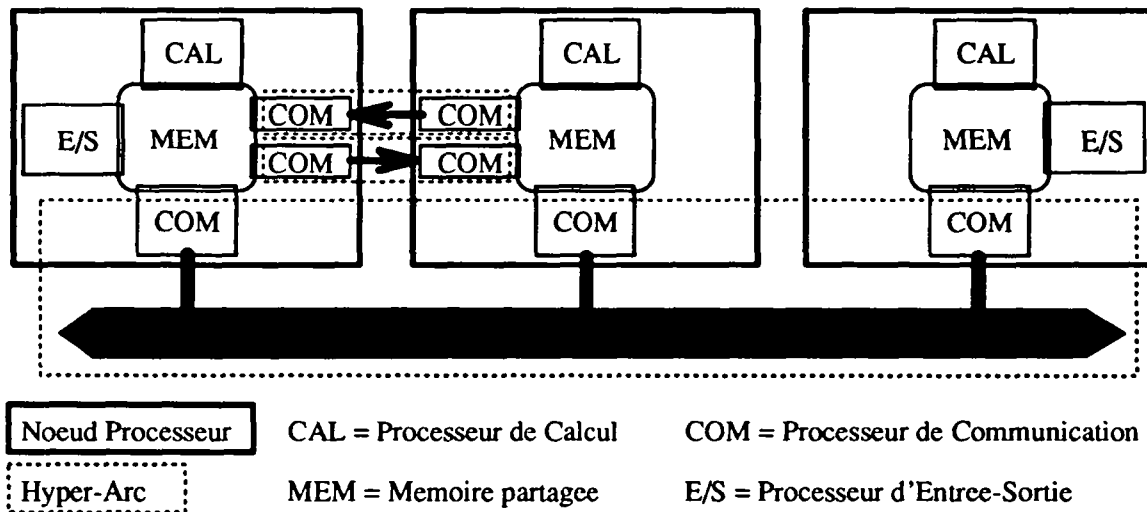 CAL CAL CAL
COM COM
E/S MEM MEM MEM E/S
COM COM
COM COM COM
Noeud Processeur CAL = Processeur de Calcul COM = Processeur de Communication
Hyper-Arc MEM = Memoire partagee E/S = Processeur d'Entree-Sortie